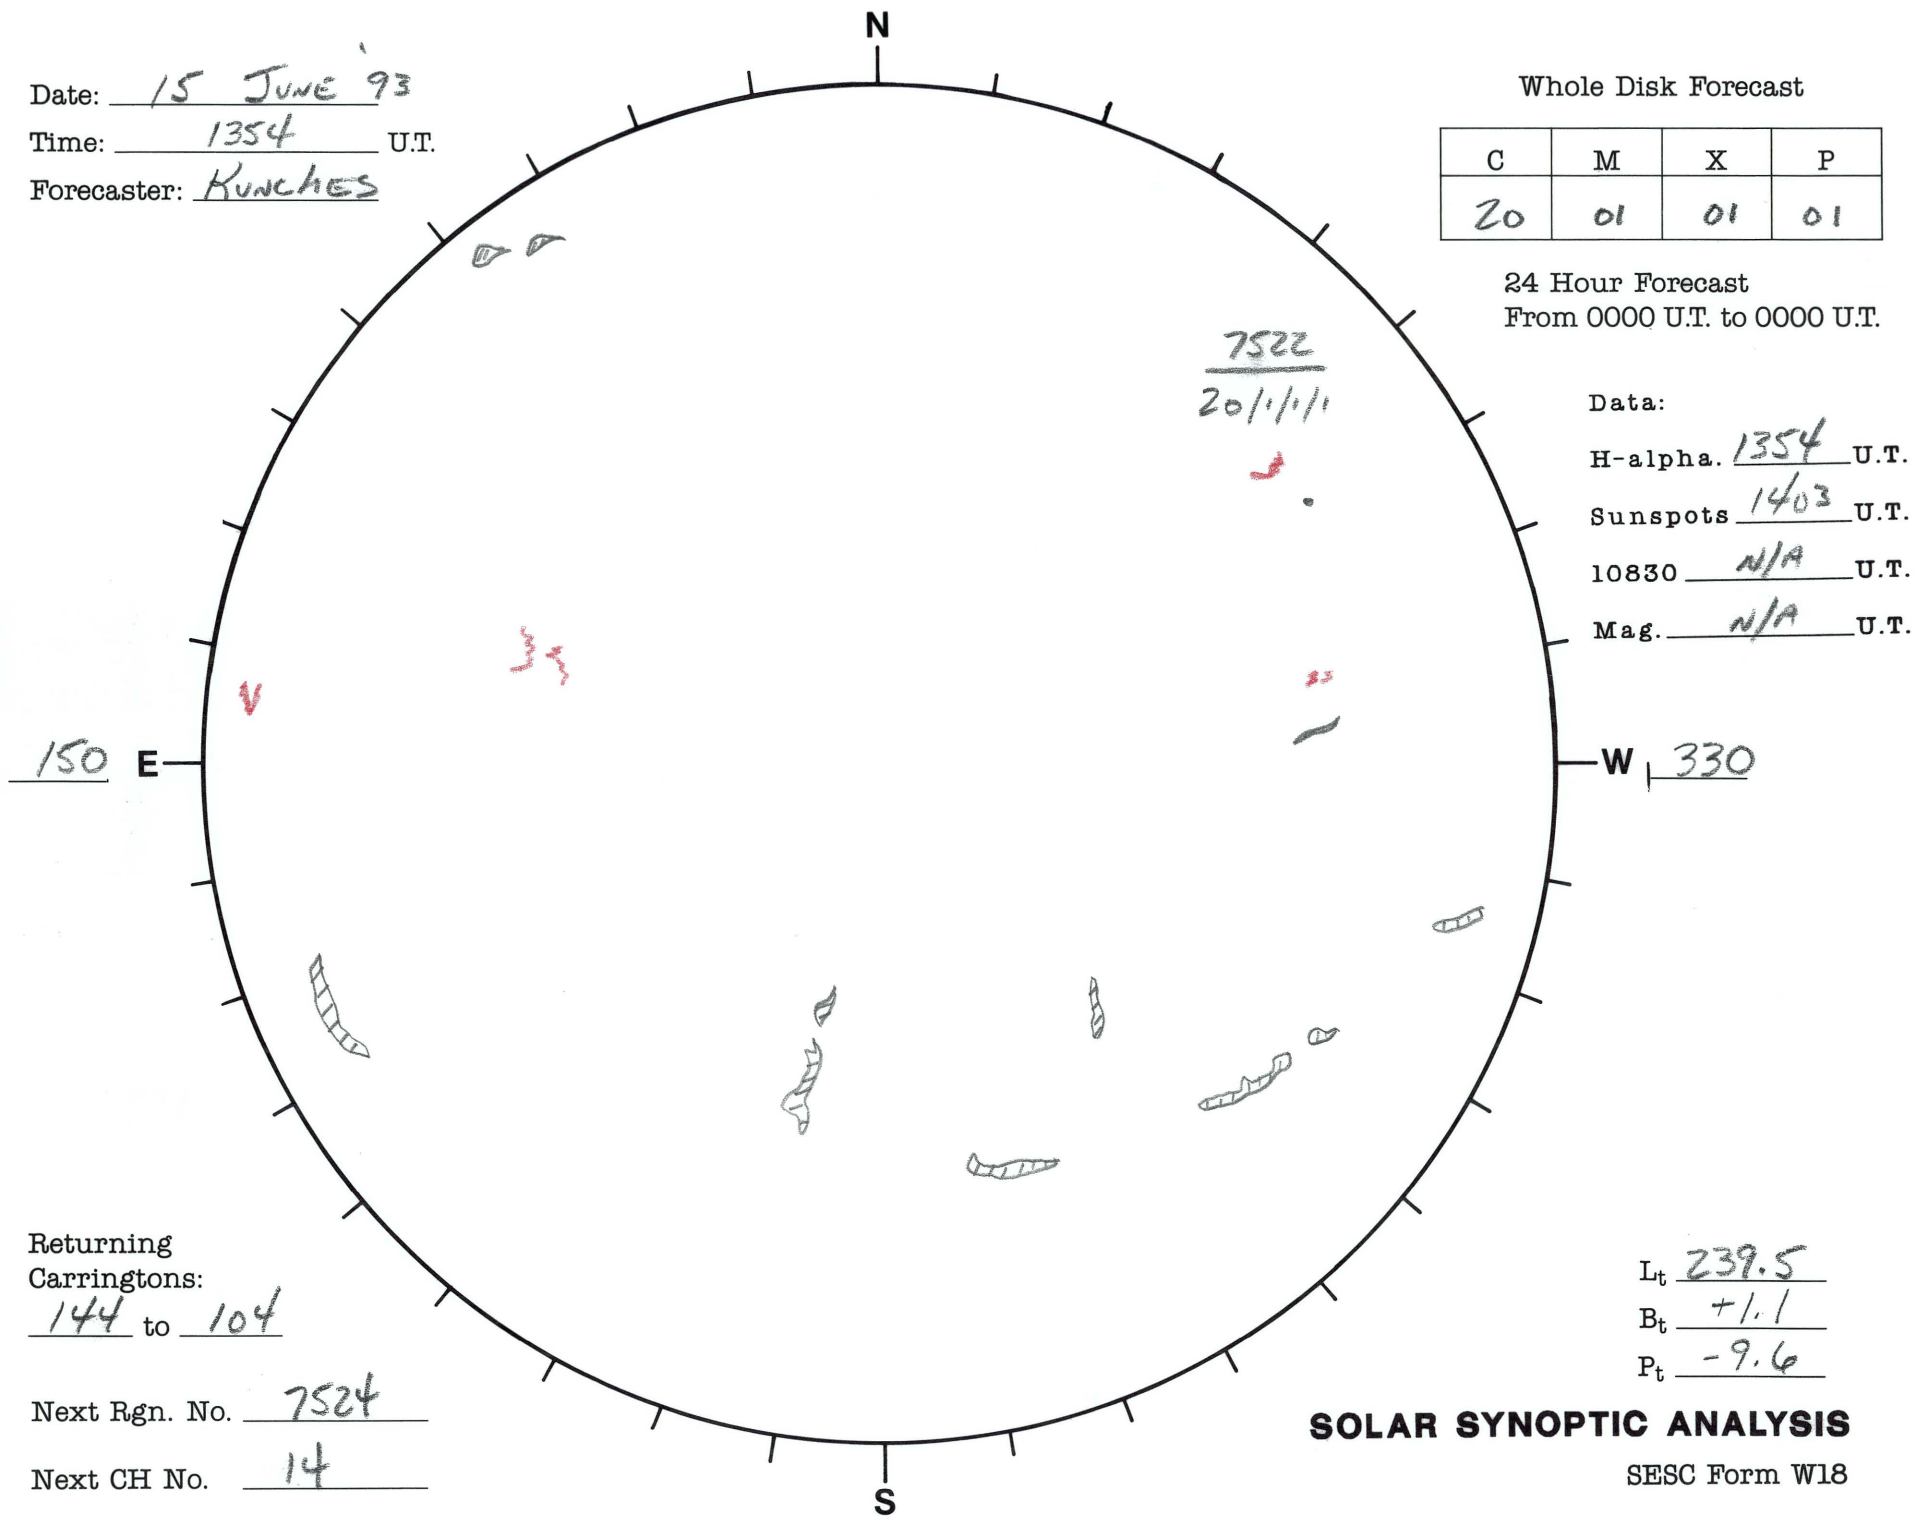 N
Date: 15 JUNE '93
Time: 1354 U.T.
Forecaster: KUNCHES
Whole Disk Forecast
C M X P
20 01 01 01
24 Hour Forecast
From 0000 U.T. to 0000 U.T.
7522
20/1/1/1
Data:
H-alpha. 1354 U.T.
Sunspots 1403 U.T.
10830 N/A U.T.
Mag. N/A U.T.
150 E
W 330
Returning
Carringtons:
144 to 104
Next Rgn. No. 7524
Next CH No. 14
Lt 239.5
Bt +1.1
Pt -9.6
SOLAR SYNOPTIC ANALYSIS
SESC Form W18
S